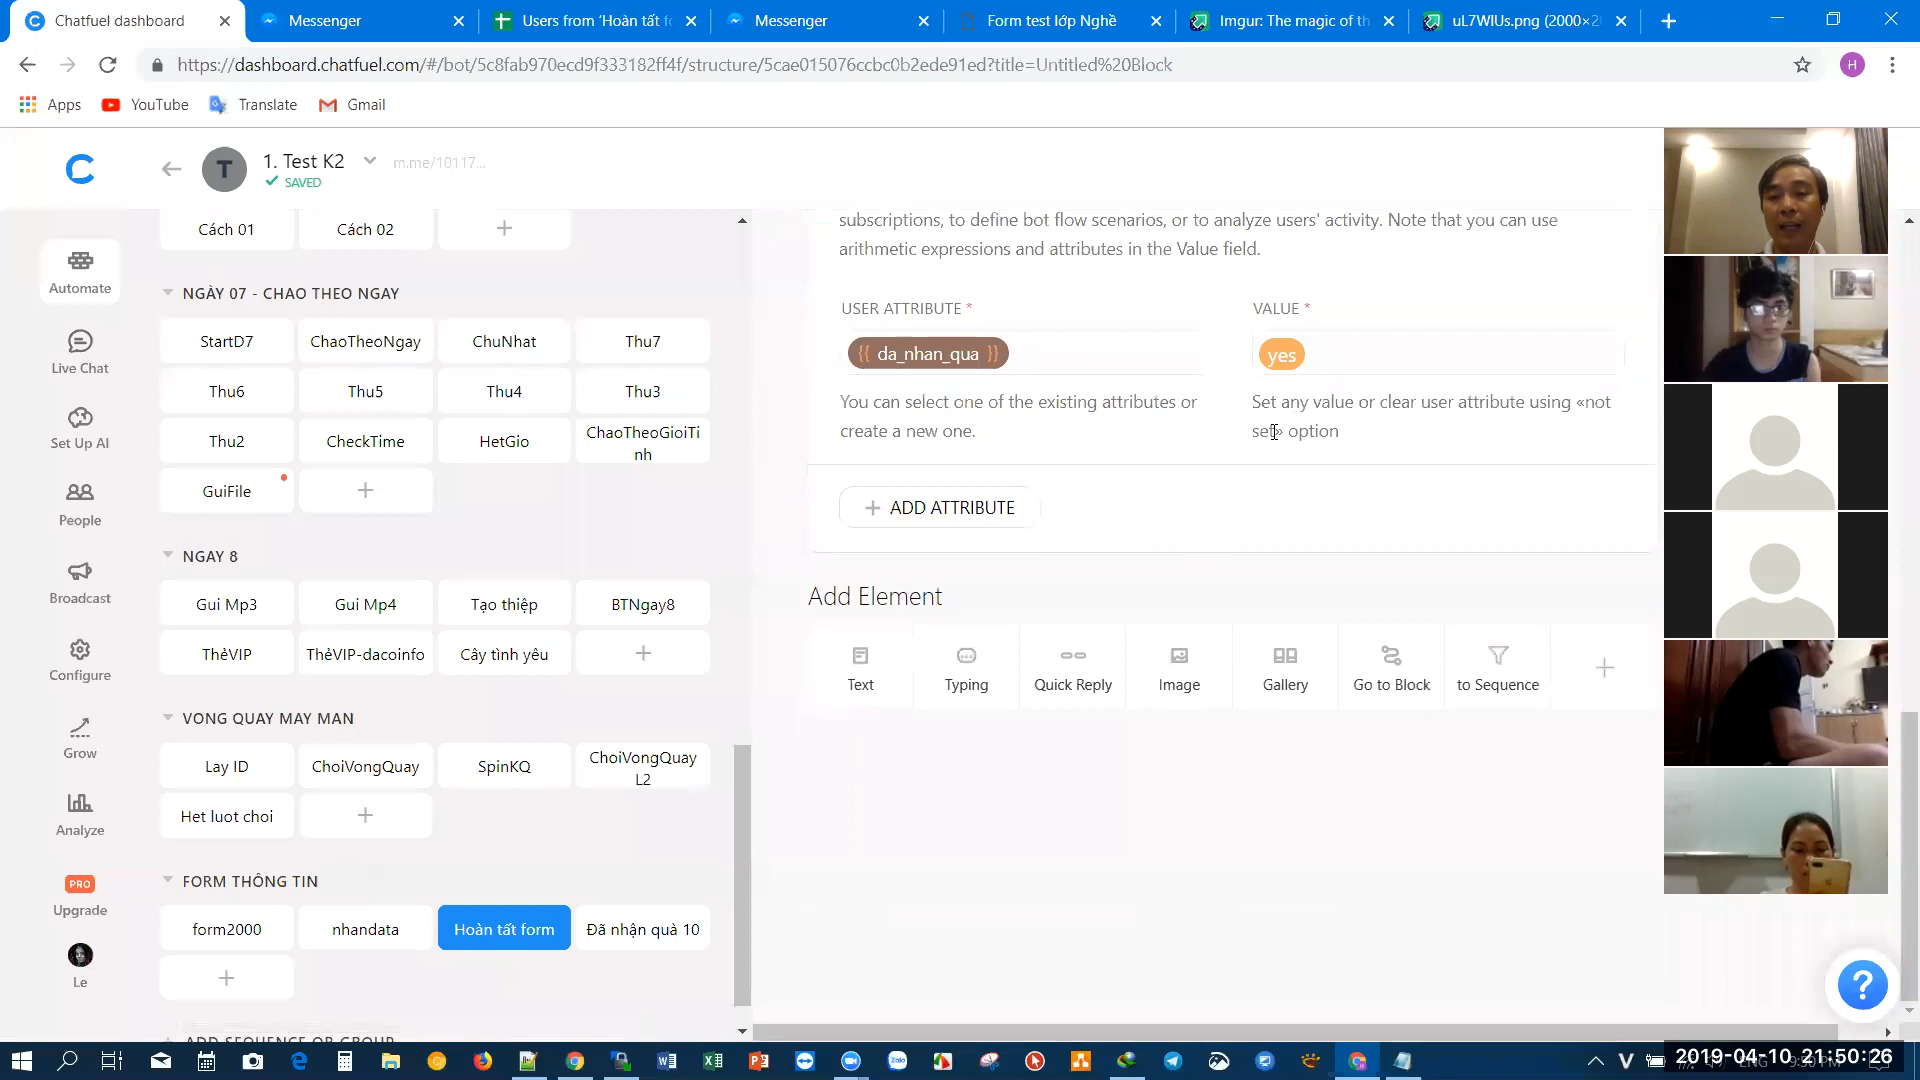 Chatfuel dashboard
Messenger
Users from 'Hoàn tất f
Messenger
Form test lớp Nghề
Imgur: The magic of th
uL7WlUs.png (2000×2
https://dashboard.chatfuel.com/#/bot/5c8fab970ecd9f333182ff4f/structure/5cae015076ccbc0b2ede91ed?title=Untitled%20Block
H
Apps
YouTube
Translate
Gmail
T
1. Test K2
m.me/10117...
SAVED
Automate
Live Chat
Set Up AI
People
Broadcast
Configure
Grow
Analyze
PRO
Upgrade
Le
Cách 01
Cách 02
NGÀY 07 - CHAO THEO NGAY
StartD7
ChaoTheoNgay
ChuNhat
Thu7
Thu6
Thu5
Thu4
Thu3
Thu2
CheckTime
HetGio
ChaoTheoGioiTi
nh
GuiFile
NGAY 8
Gui Mp3
Gui Mp4
Tạo thiệp
BTNgay8
ThẻVIP
ThẻVIP-dacoinfo
Cây tình yêu
VONG QUAY MAY MAN
Lay ID
ChoiVongQuay
SpinKQ
ChoiVongQuay
L2
Het luot choi
FORM THÔNG TIN
form2000
nhandata
Hoàn tất form
Đã nhận quà 10
ADD SEQUENCE OR GROUP
subscriptions, to define bot flow scenarios, or to analyze users' activity. Note that you can use
arithmetic expressions and attributes in the Value field.
USER ATTRIBUTE *
VALUE *
{{ da_nhan_qua }}
yes
You can select one of the existing attributes or
create a new one.
Set any value or clear user attribute using «not
set» option
ADD ATTRIBUTE
Add Element
Text
Typing
Quick Reply
Image
Gallery
Go to Block
to Sequence
?
2019-04-10 21:50:26